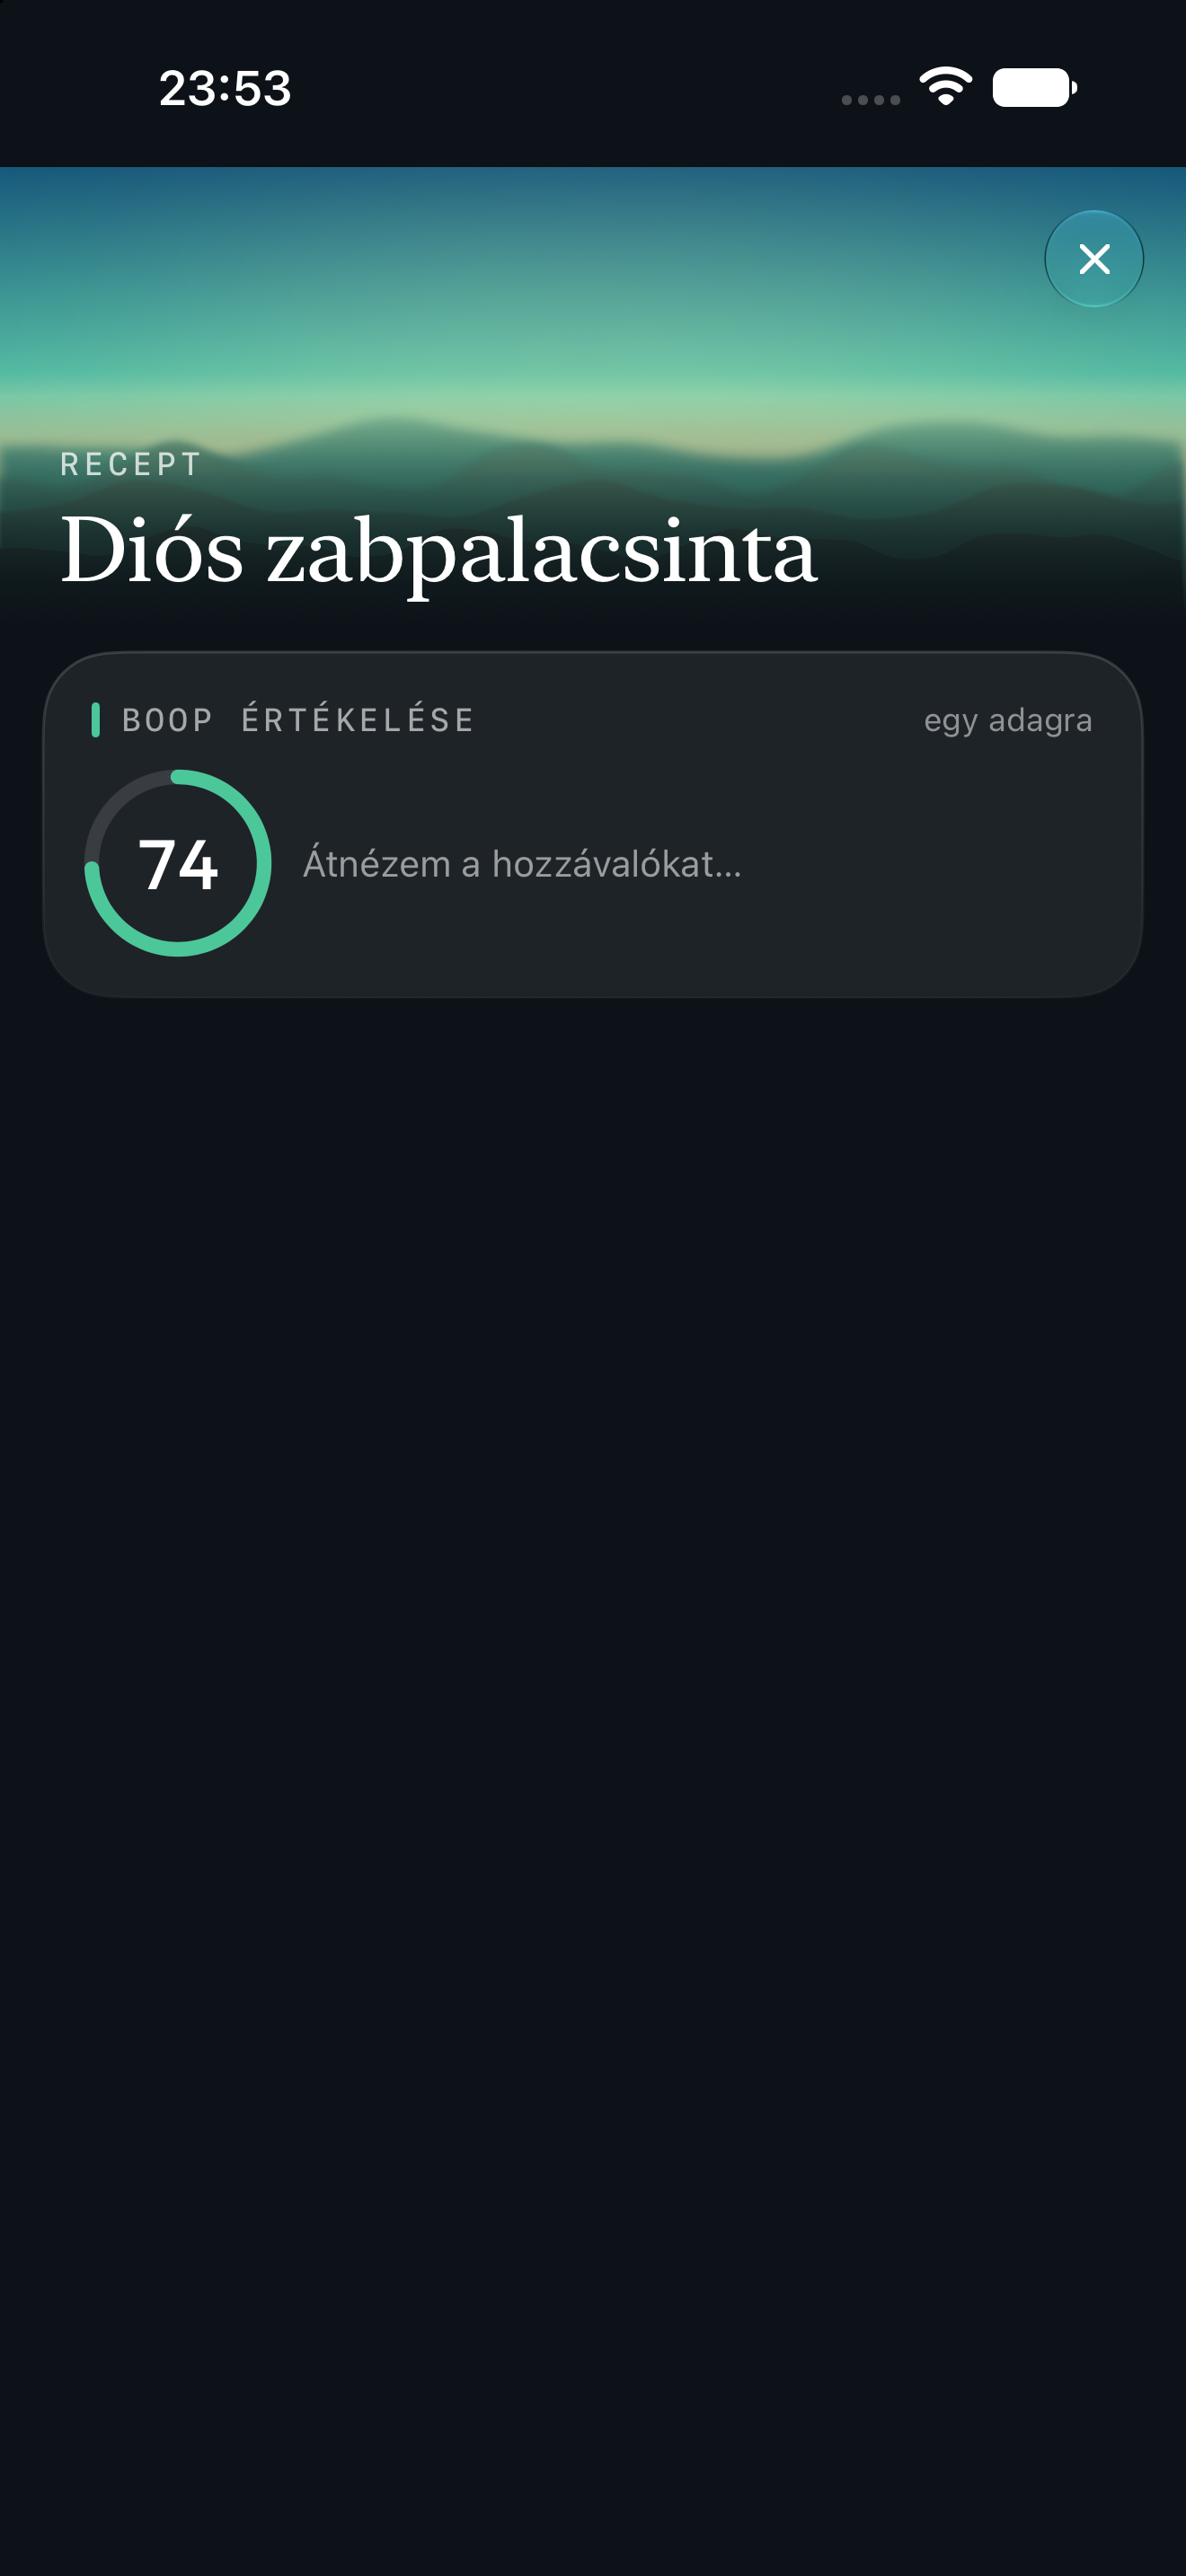 23:53
RECEPT
Diós zabpalacsinta
BOOP ÉRTÉKELÉSE
egy adagra
74
Átnézem a hozzávalókat...